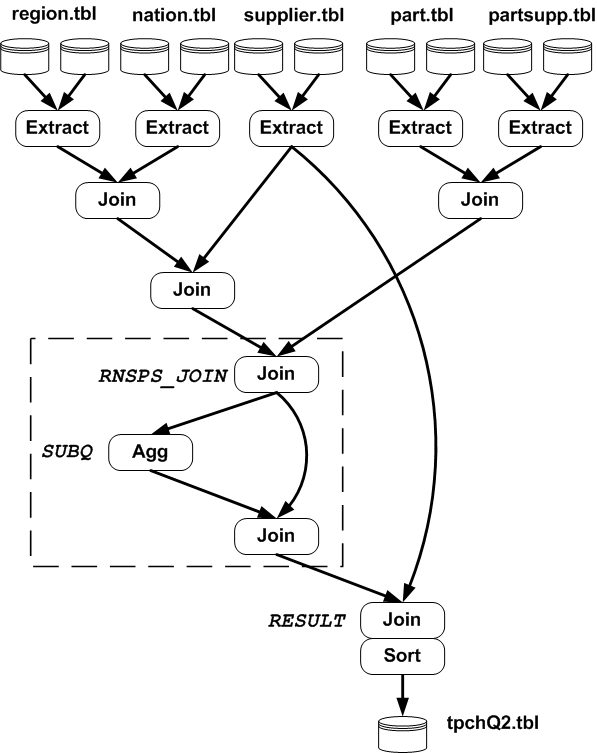 region.tbl nation.tbl supplier.tbl part.tbl partsupp.tbl
Extract Extract Extract Extract Extract
Join Join
Join
RNSPS_JOIN Join
SUBQ Agg
Join
RESULT Join
Sort
tpchQ2.tbl